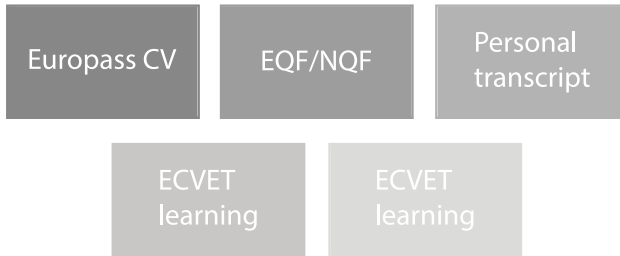 Europass CV
EQF/NQF
Personal
transcript
ECVET
learning
ECVET
learning